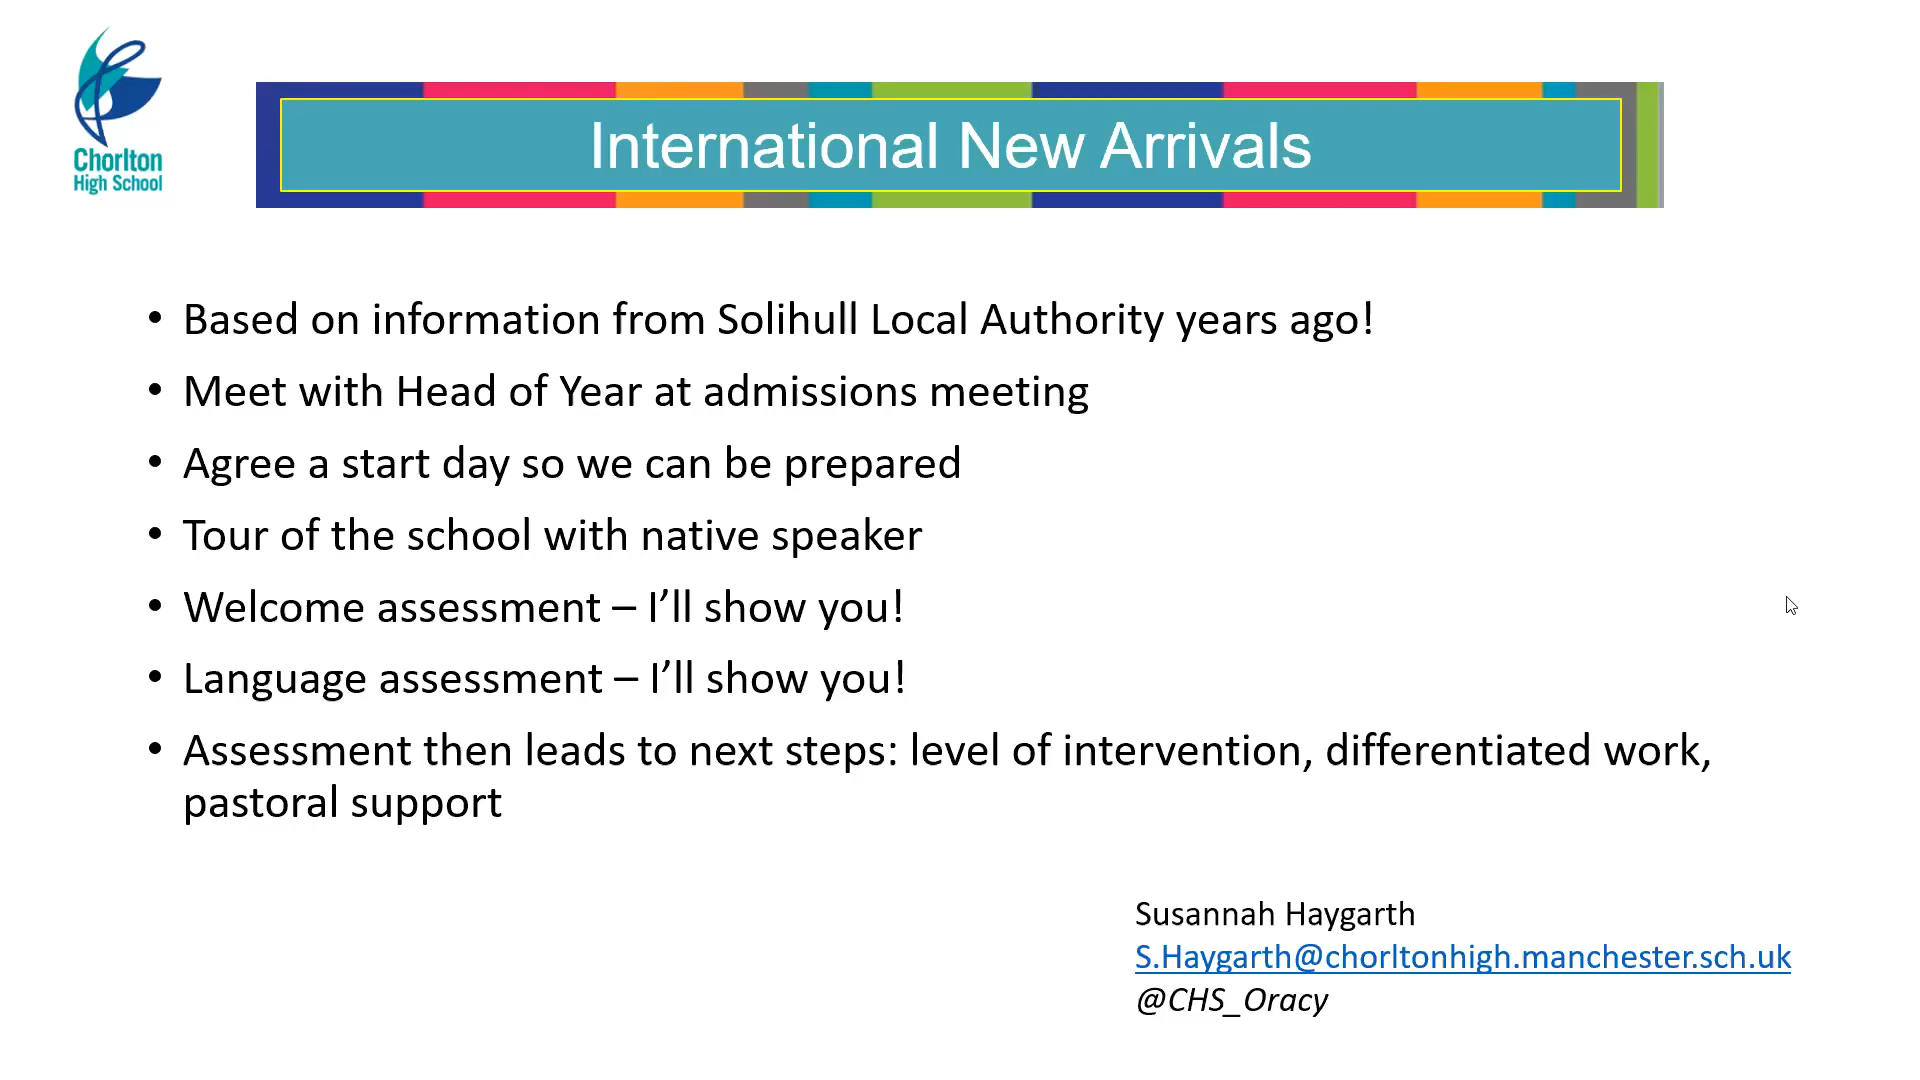 Chorlton
High School
International New Arrivals
• Based on information from Solihull Local Authority years ago!
• Meet with Head of Year at admissions meeting
• Agree a start day so we can be prepared
• Tour of the school with native speaker
• Welcome assessment – I’ll show you!
• Language assessment – I’ll show you!
• Assessment then leads to next steps: level of intervention, differentiated work,
pastoral support
Susannah Haygarth
S.Haygarth@chorltonhigh.manchester.sch.uk
@CHS_Oracy